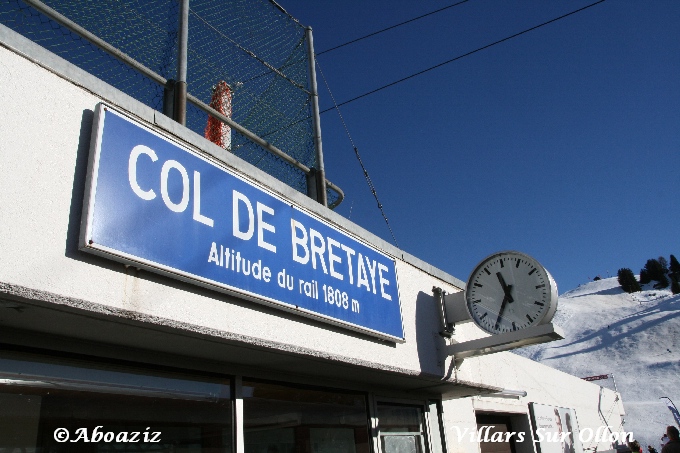 COL DE BRETAYE
Altitude du rail 1808 m
©Aboaziz
Villars Sur Ollon